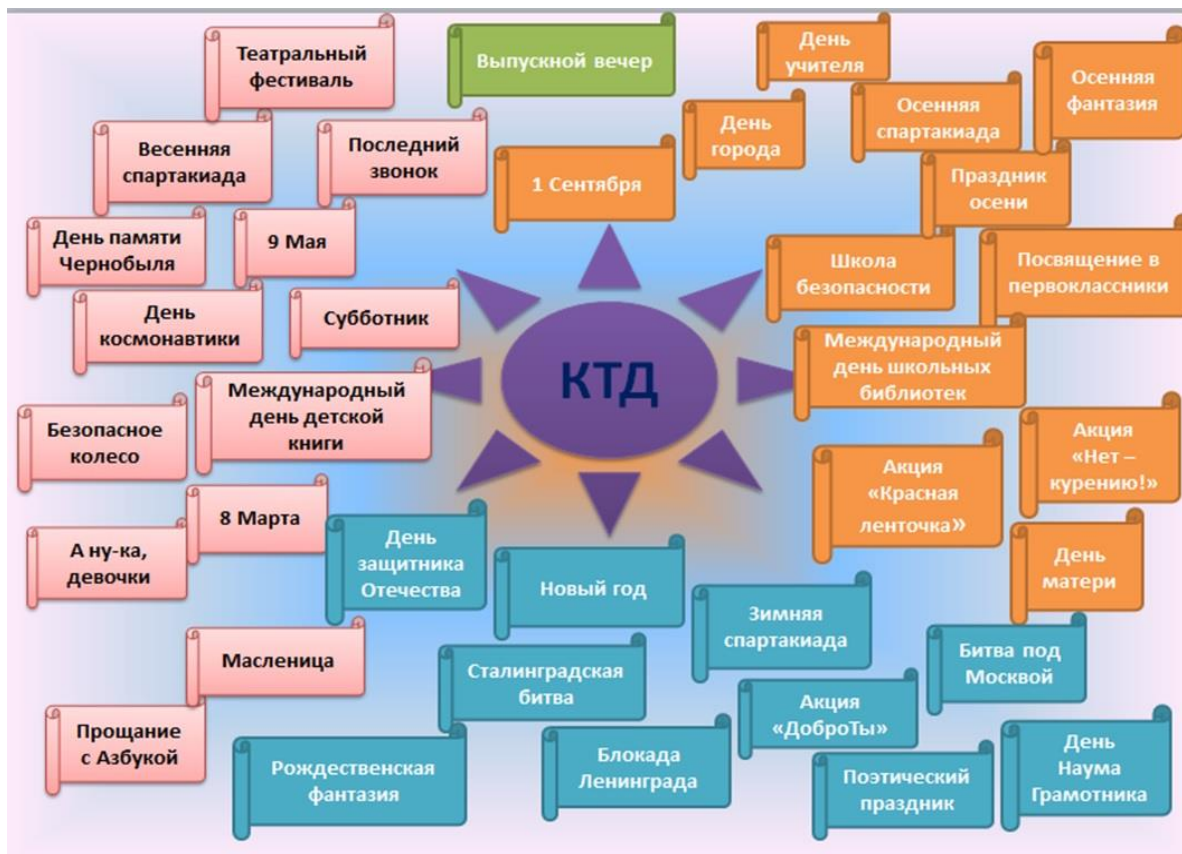 Театральный
фестиваль
Выпускной вечер
День
учителя
Осенняя
фантазия
Осенняя
спартакиада
День
города
Весенняя
спартакиада
Последний
звонок
1 Сентября
Праздник
осени
День памяти
Чернобыля
9 Мая
Школа
безопасности
Посвящение в
первоклассники
День
космонавтики
Субботник
КТД
Международный
день школьных
библиотек
Международный
день детской
книги
Безопасное
колесо
Акция
«Красная
ленточка»
Акция
«Нет –
курению!»
8 Марта
А ну-ка,
девочки
День
защитника
Отечества
Новый год
День
матери
Зимняя
спартакиада
Масленица
Сталинградская
битва
Битва под
Москвой
Акция
«ДоброТы»
Прощание
с Азбукой
Рождественская
фантазия
Блокада
Ленинграда
Поэтический
праздник
День
Наума
Грамотника